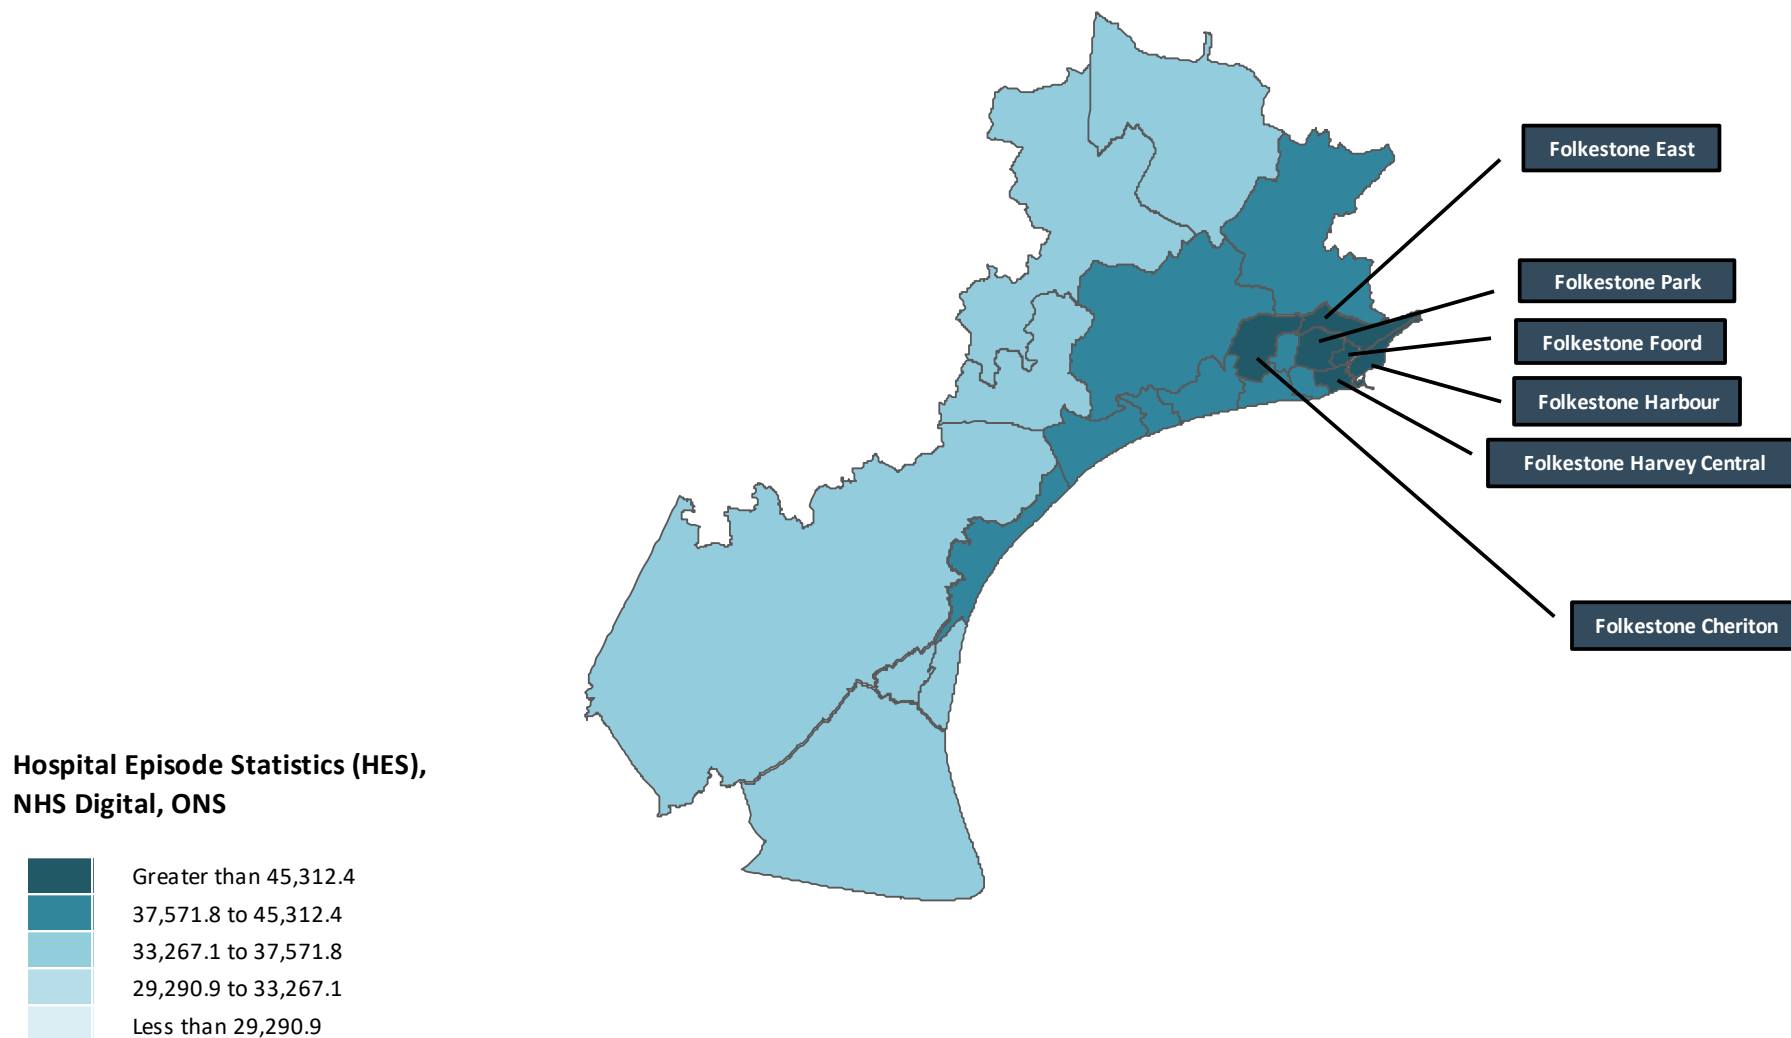 Folkestone East
Folkestone Park
Folkestone Foord
Folkestone Harbour
Folkestone Harvey Central
Folkestone Cheriton
Hospital Episode Statistics (HES),
NHS Digital, ONS
Greater than 45,312.4
37,571.8 to 45,312.4
33,267.1 to 37,571.8
29,290.9 to 33,267.1
Less than 29,290.9